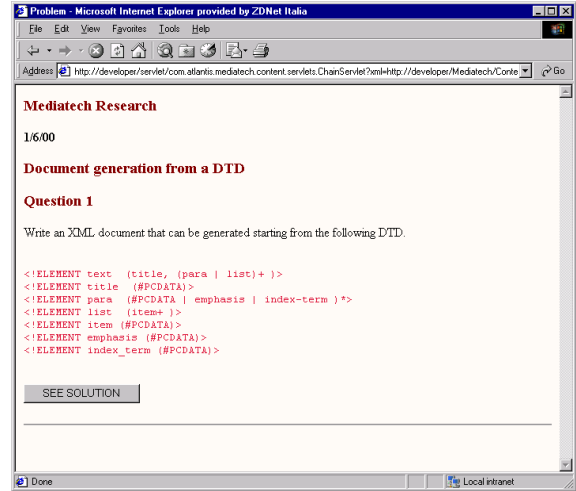 Problem - Microsoft Internet Explorer provided by ZDNet Italia
File Edit View Favorites Tools Help
Address http://developer/servlet/com.atlantis.mediatech.content.servlets.ChainServlet?xml=http://developer/Mediatech/Conte Go
Mediatech Research
1/6/00
Document generation from a DTD
Question 1
Write an XML document that can be generated starting from the following DTD.
<!ELEMENT text (title, (para | list)+ )>
<!ELEMENT title (#PCDATA)>
<!ELEMENT para (#PCDATA | emphasis | index-term )*>
<!ELEMENT list (item+ )>
<!ELEMENT item (#PCDATA)>
<!ELEMENT emphasis (#PCDATA)>
<!ELEMENT index_term (#PCDATA)>
SEE SOLUTION
Done Local intranet